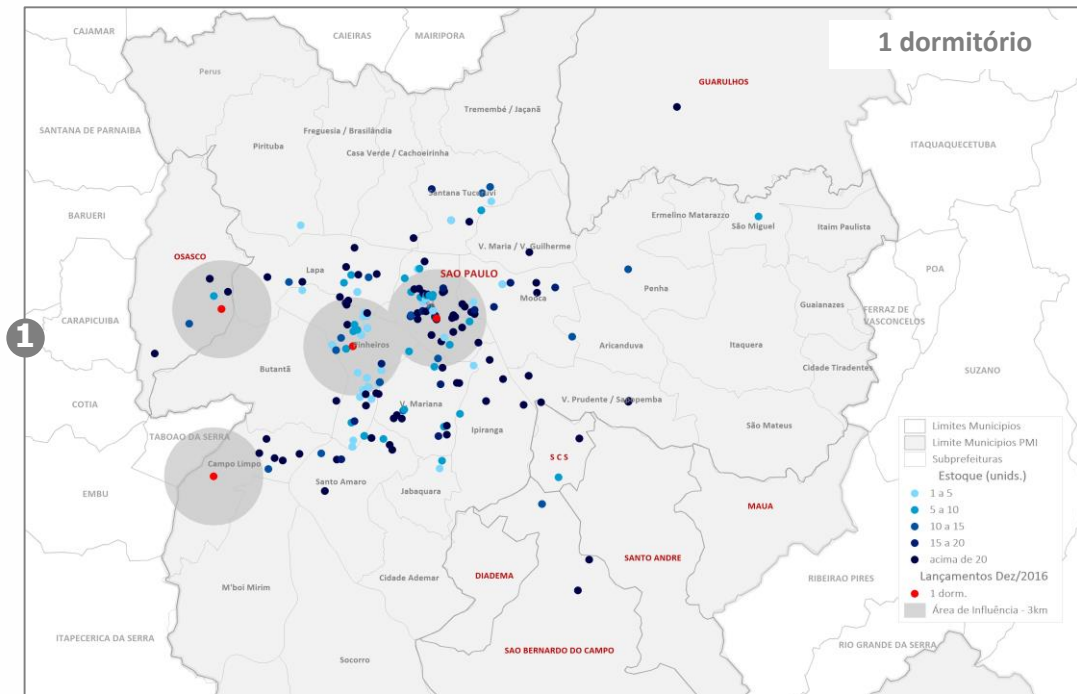 CAJAMAR
CAIEIRAS
MAIRIPORA
1 dormitório
Perus
GUARULHOS
Tremembé / Jaçanã
SANTANA DE PARNAIBA
Freguesia / Brasilândia
Pirituba
Casa Verde / Cachoeirinha
ITAQUAQUECETUBA
Santana Tucuruvi
BARUERI
Ermelino Matarazzo
São Miguel
Itaim Paulista
V. Maria / V. Guilherme
OSASCO
Lapa
SAO PAULO
POA
Penha
Mooca
Guaianazes
FERRAZ DE
VASCONCELOS
CARAPICUIBA
1
Pinheiros
Aricanduva
Itaquera
Butantã
Cidade Tiradentes
SUZANO
COTIA
V. Mariana
V. Prudente / Sapopemba
São Mateus
Ipiranga
TABOAO DA SERRA
Campo Limpo
S C S
Santo Amaro
Jabaquara
EMBU
MAUA
SANTO ANDRE
DIADEMA
Cidade Ademar
M'boi Mirim
RIBEIRAO PIRES
ITAPECERICA DA SERRA
Socorro
SAO BERNARDO DO CAMPO
RIO GRANDE DA SERRA
Limites Municipios
Limite Municipios PMI
Subprefeituras
Estoque (unids.)
1 a 5
5 a 10
10 a 15
15 a 20
acima de 20
Lançamentos Dez/2016
1 dorm.
Área de Influência - 3km